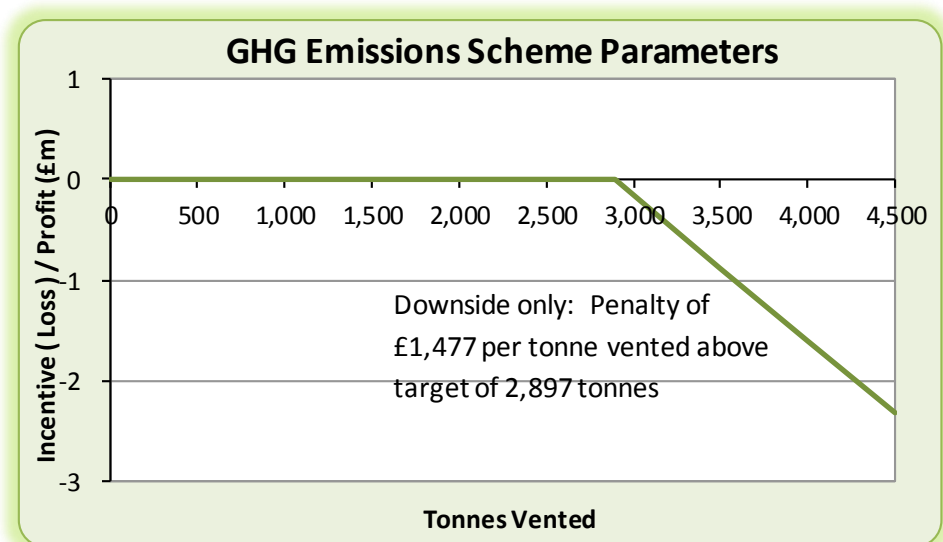 GHG Emissions Scheme Parameters
1
0
-1
-2
-3
Incentive (Loss) / Profit (£m)
0 500 1,000 1,500 2,000 2,500 3,000 3,500 4,000 4,500
Downside only: Penalty of
£1,477 per tonne vented above
target of 2,897 tonnes
Tonnes Vented